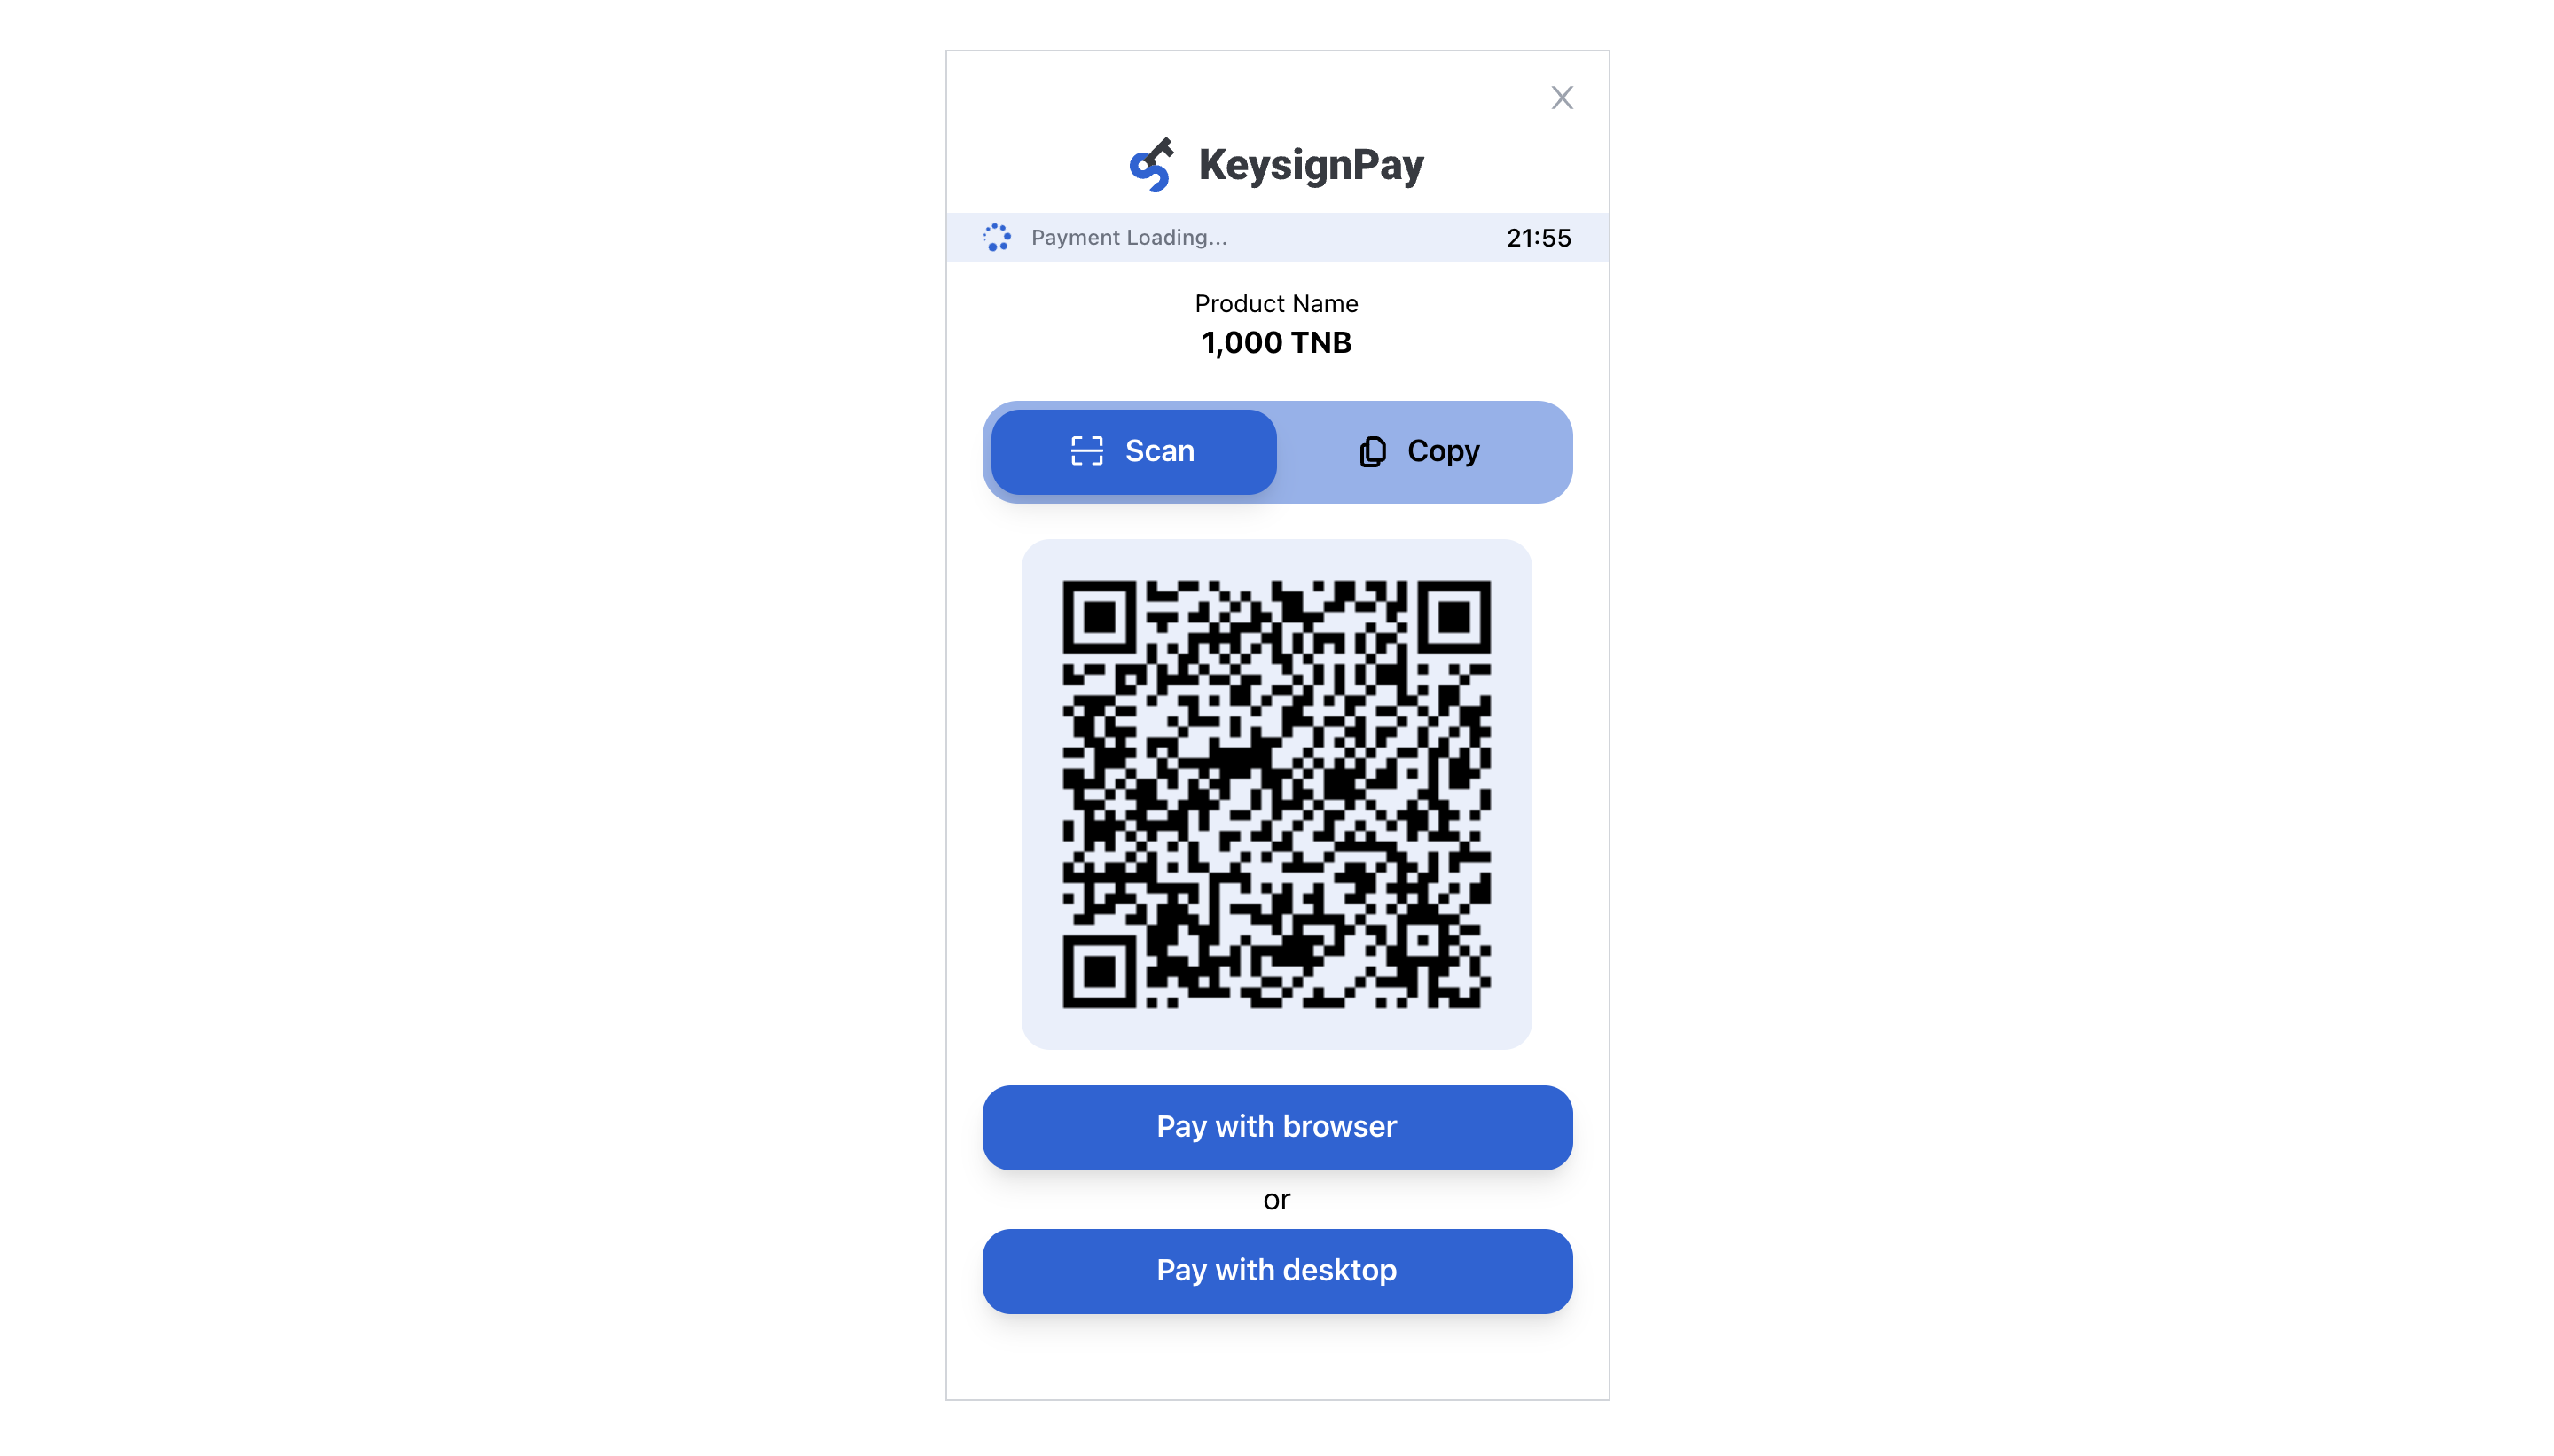 KeysignPay
Payment Loading...
21:55
Product Name
1,000 TNB
Scan
Copy
Pay with browser
or
Pay with desktop